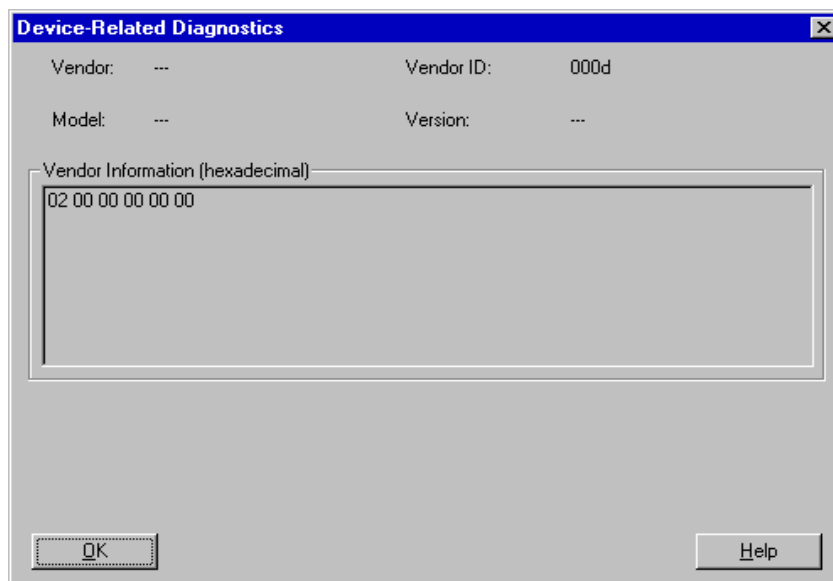 Device-Related Diagnostics
Vendor: --- Vendor ID: 000d
Model: --- Version: ---
Vendor Information (hexadecimal)
02 00 00 00 00 00
OK Help